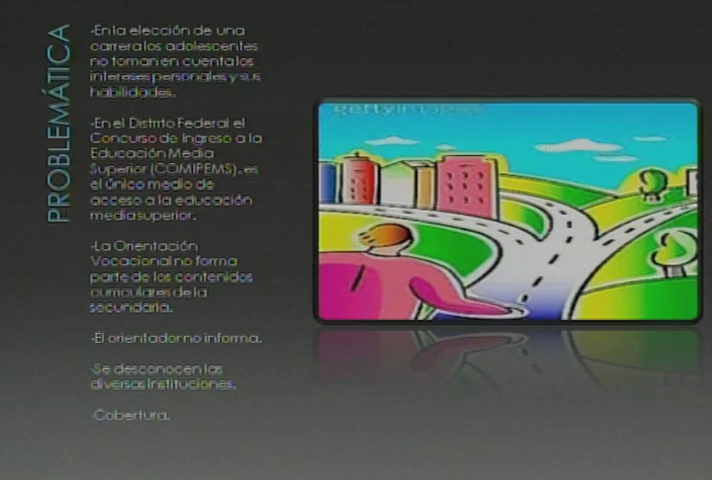 PROBLEMÁTICA
-En la elección de una
carrera los adolescentes
no toman en cuenta los
intereses personales y sus
habilidades.
-En el Distrito Federal el
Concurso de Ingreso a la
Educación Media
Superior (COMIPEMS), es
el único medio de
acceso a la educación
media superior.
-La Orientación
Vocacional no forma
parte de los contenidos
curriculares de la
secundaria.
-El orientador no informa.
-Se desconocen las
diversas instituciones.
-Cobertura.
gettyimages